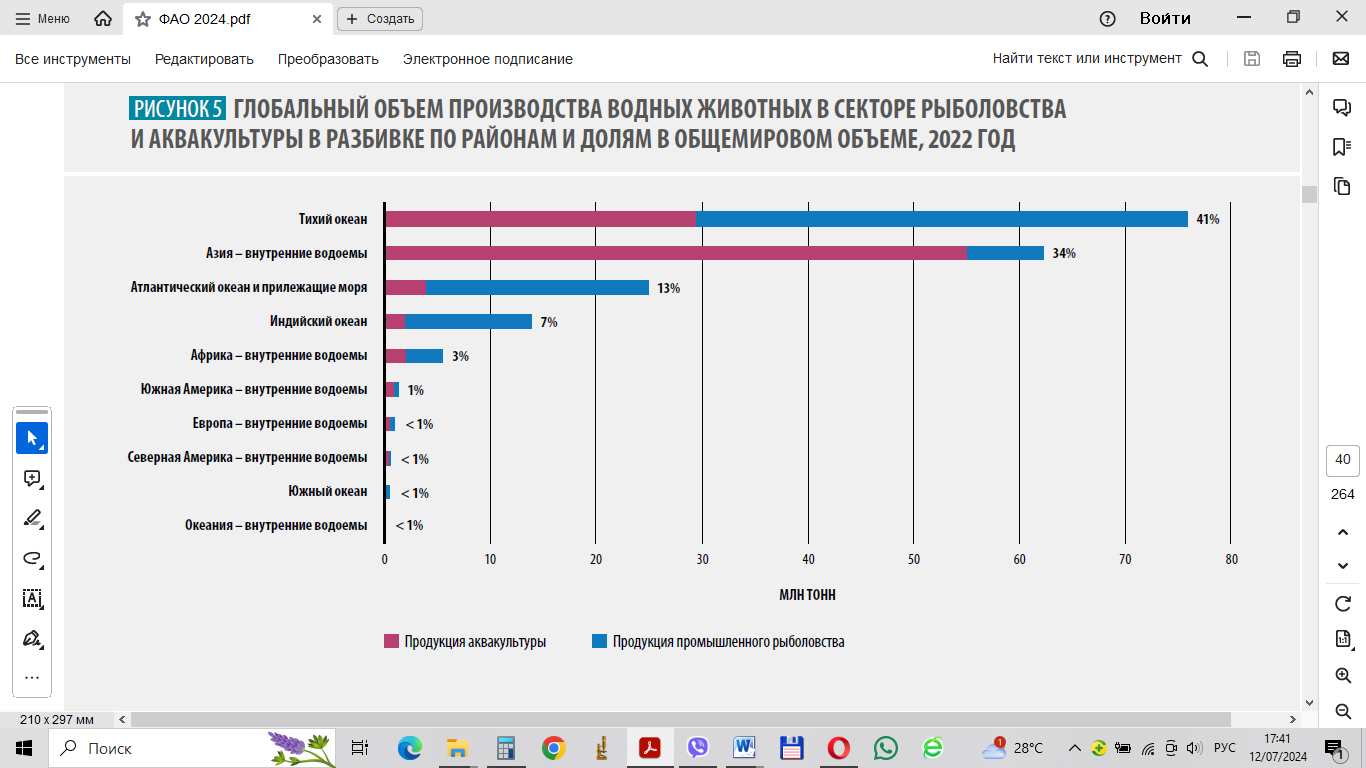 Меню
ФАО 2024.pdf
Создать
Войти
Все инструменты
Редактировать
Преобразовать
Электронное подписание
Найти текст или инструмент
РИСУНОК 5 ГЛОБАЛЬНЫЙ ОБЪЕМ ПРОИЗВОДСТВА ВОДНЫХ ЖИВОТНЫХ В СЕКТОРЕ РЫБОЛОВСТВА
И АКВАКУЛЬТУРЫ В РАЗБИВКЕ ПО РАЙОНАМ И ДОЛЯМ В ОБЩЕМИРОВОМ ОБЪЕМЕ, 2022 ГОД
Тихий океан 41%
Азия – внутренние водоемы 34%
Атлантический океан и прилежащие моря 13%
Индийский океан 7%
Африка – внутренние водоемы 3%
Южная Америка – внутренние водоемы 1%
Европа – внутренние водоемы < 1%
Северная Америка – внутренние водоемы < 1%
Южный океан < 1%
Океания – внутренние водоемы < 1%
0 10 20 30 40 50 60 70 80
МЛН ТОНН
Продукция аквакультуры
Продукция промышленного рыболовства
40
264
1:1
210 x 297 мм
Поиск
28°C
РУС
17:41
12/07/2024
1